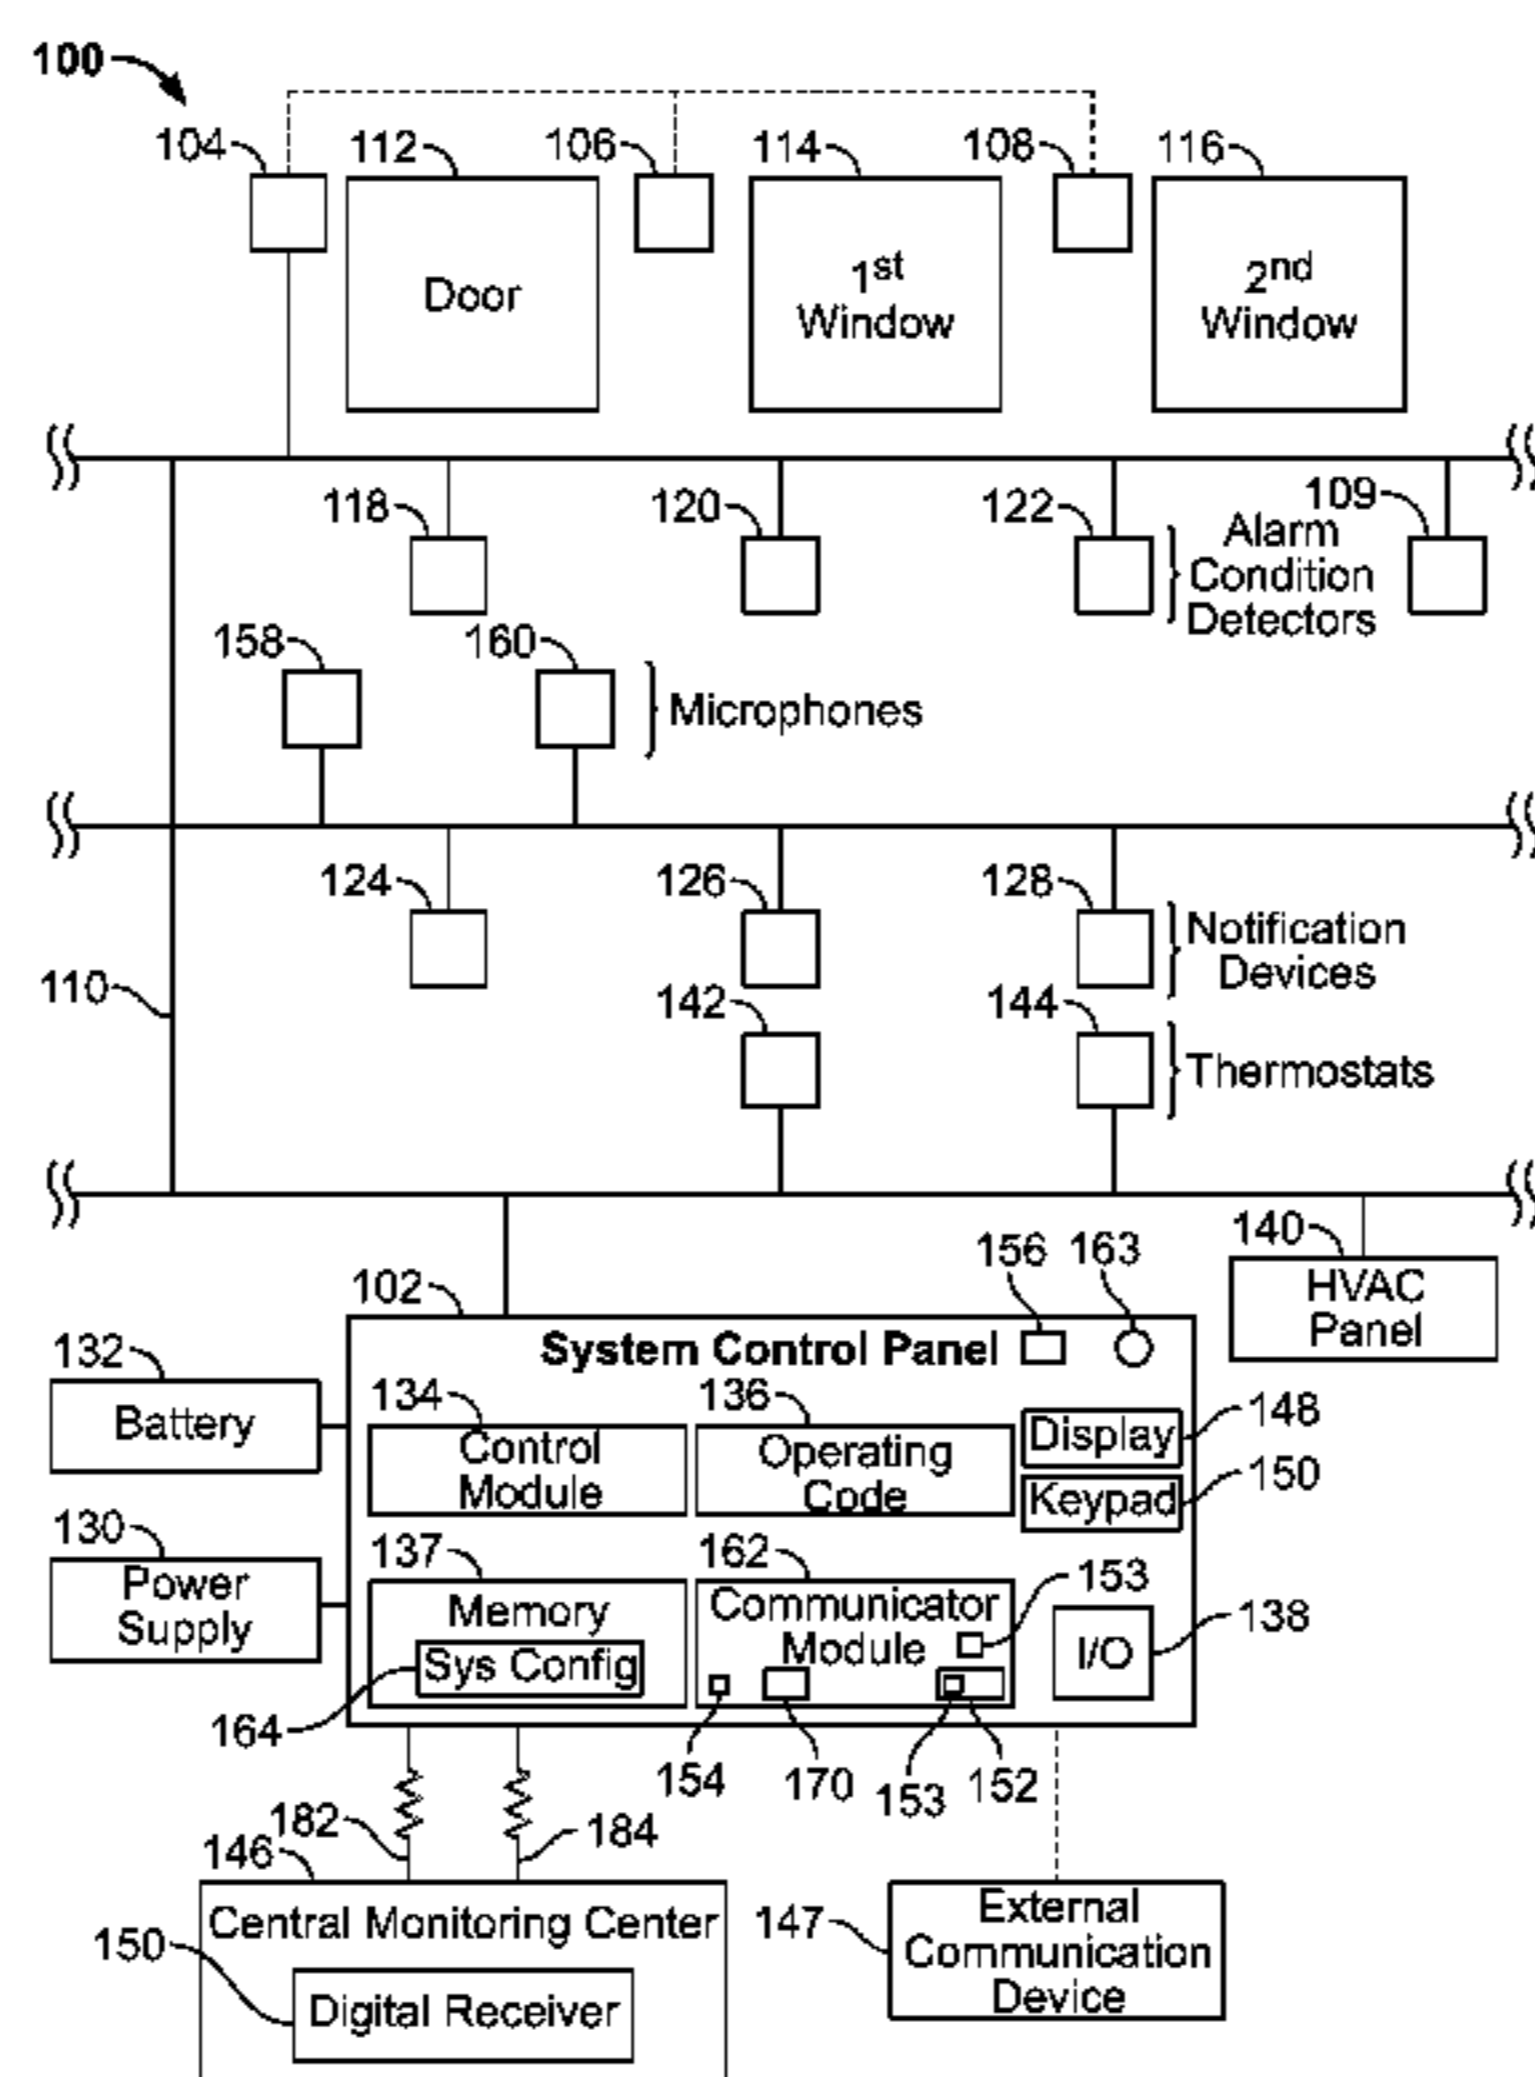 100
104 112 106 114 108 116
Door
1st
Window
2nd
Window
118 120 122 109
Alarm
Condition
Detectors
158 160
Microphones
124 126 128
Notification
Devices
110
142 144
Thermostats
140
HVAC
Panel
156 163
102
System Control Panel
132
Battery
134
Control
Module
136
Operating
Code
Display
148
Keypad
150
130
Power
Supply
137
Memory
Sys Config
164
162
Communicator
Module
153
I/O
138
154 170 153 152
182 184
146
Central Monitoring Center
150
Digital Receiver
147
External
Communication
Device